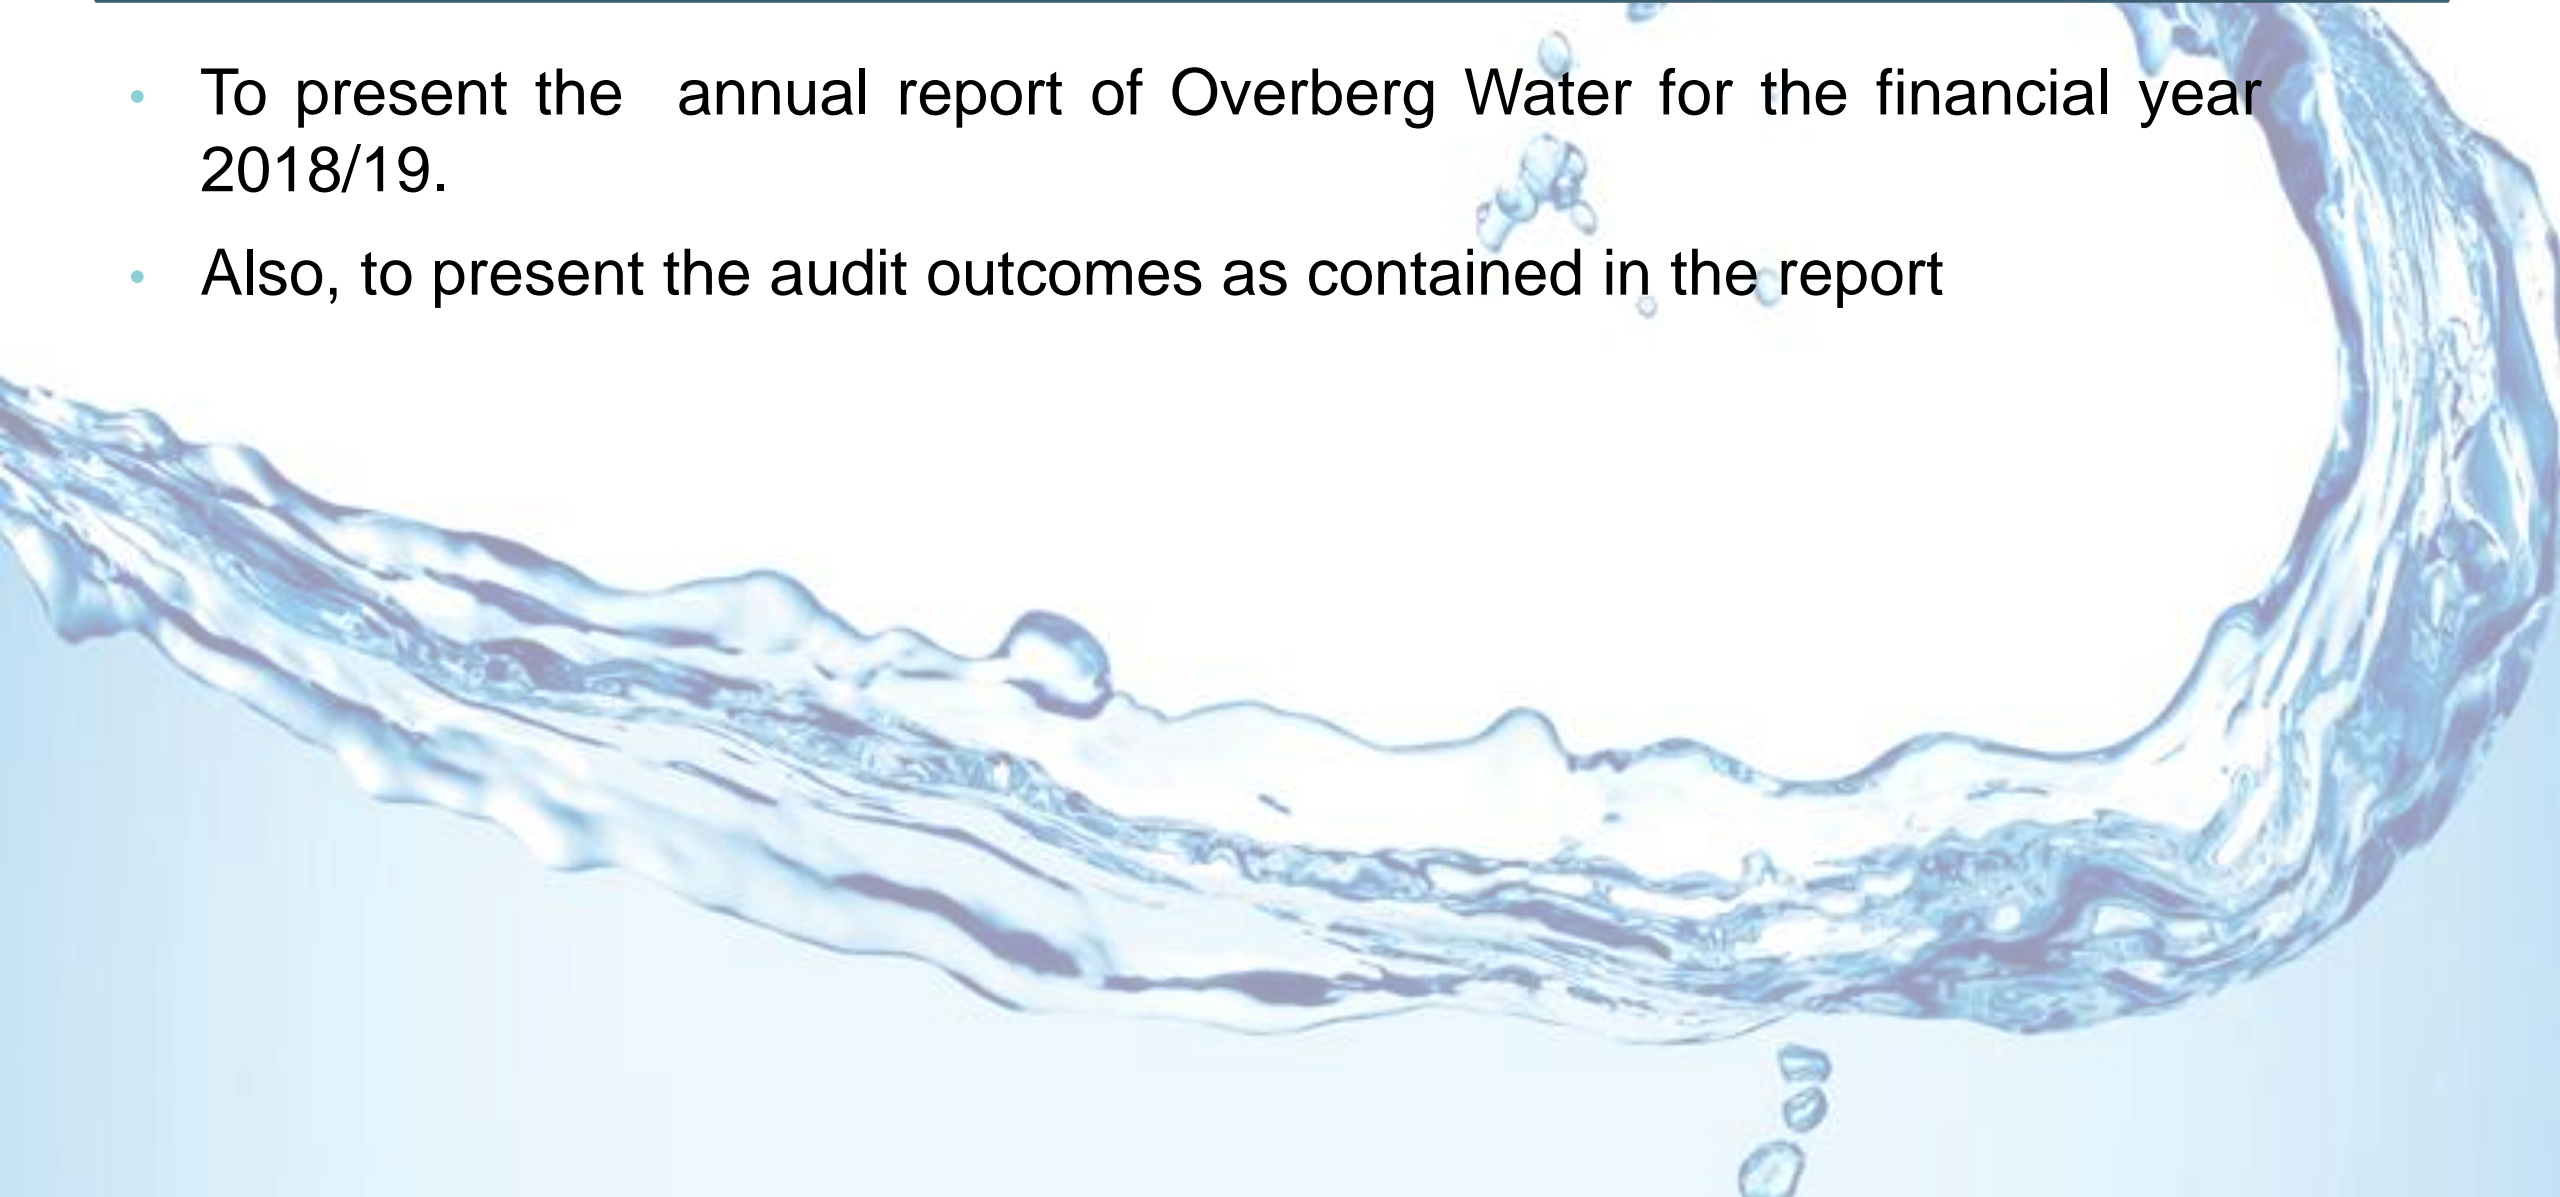 • To present the annual report of Overberg Water for the financial year
2018/19.
• Also, to present the audit outcomes as contained in the report